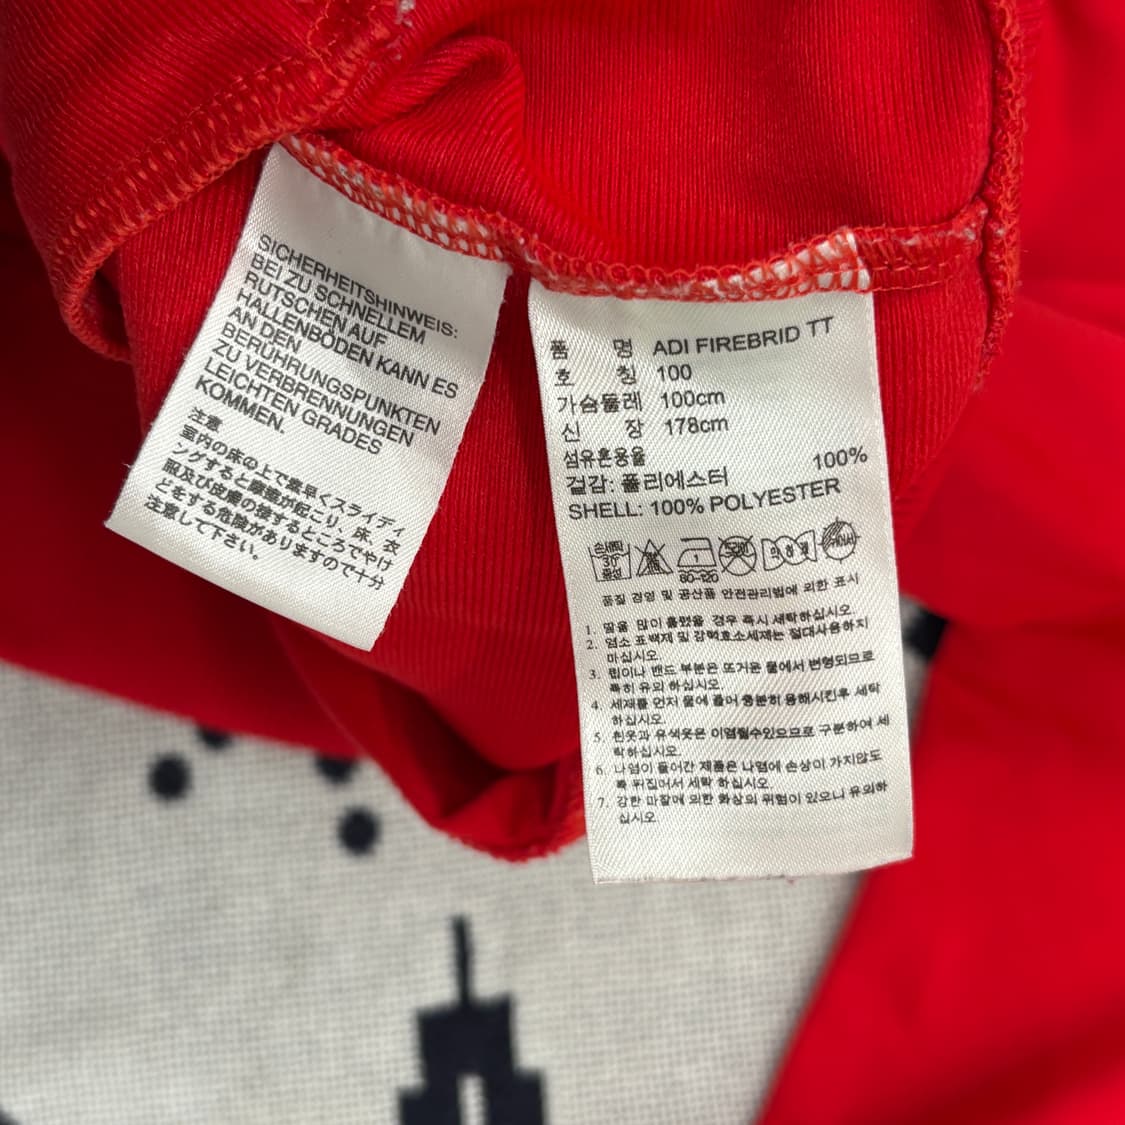 SICHERHEITSHINWEIS:
BEI ZU SCHNELLEM
RUTSCHEN AUF
HALLENBÖDEN KANN ES
AN DEN
BERÜHRUNGSPUNKTEN
ZU VERBRENNUNGEN
LEICHTEN GRADES
KOMMEN.
注意
室内の床の上で素早くスライディ
ングすると摩擦が起こり、床、衣
服及び皮膚の接するところでやけ
どをする危険がありますので十分
注意して下さい。
품 명 ADI FIREBRID TT
호 칭 100
가슴둘레 100cm
신 장 178cm
섬유혼용율
겉감: 폴리에스터 100%
SHELL: 100% POLYESTER
손세탁
30°
중성
1
80-120
품질 경영 및 공산품 안전관리법에 의한 표시
1. 땀을 많이 흘렸을 경우 즉시 세탁하십시오.
2. 염소 표백제 및 강력효소세제는 절대사용하지
마십시오.
3. 립이나 밴드 부분은 뜨거운 물에서 변형되므로
특히 유의 하십시오
4. 세제를 먼저 물에 풀어 충분히 용해시킨후 세탁
하십시오.
5. 흰옷과 유색옷은 이염될수있으므로 구분하여 세
탁하십시오.
6. 나염이 들어간 제품은 나염에 손상이 가지않도
록 뒤집어서 세탁 하십시오.
7. 강한 마찰에 의한 화상의 위험이 있으니 유의하
십시오.